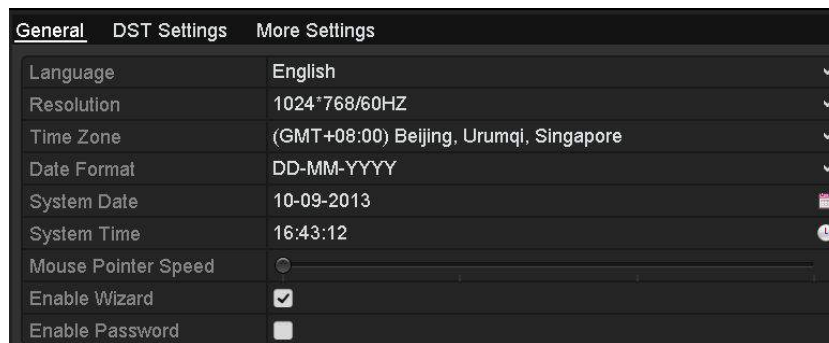 General DST Settings More Settings
Language English
Resolution 1024*768/60HZ
Time Zone (GMT+08:00) Beijing, Urumqi, Singapore
Date Format DD-MM-YYYY
System Date 10-09-2013
System Time 16:43:12
Mouse Pointer Speed
Enable Wizard
Enable Password